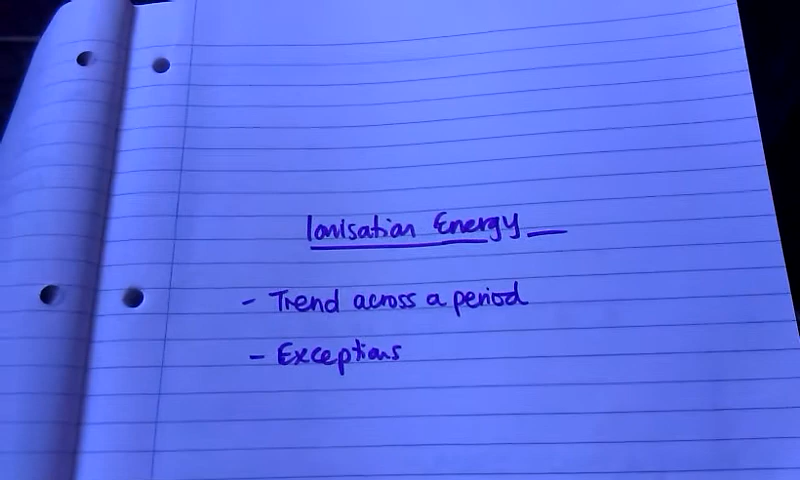 Ionisation Energy
- Trend across a period
- Exceptions